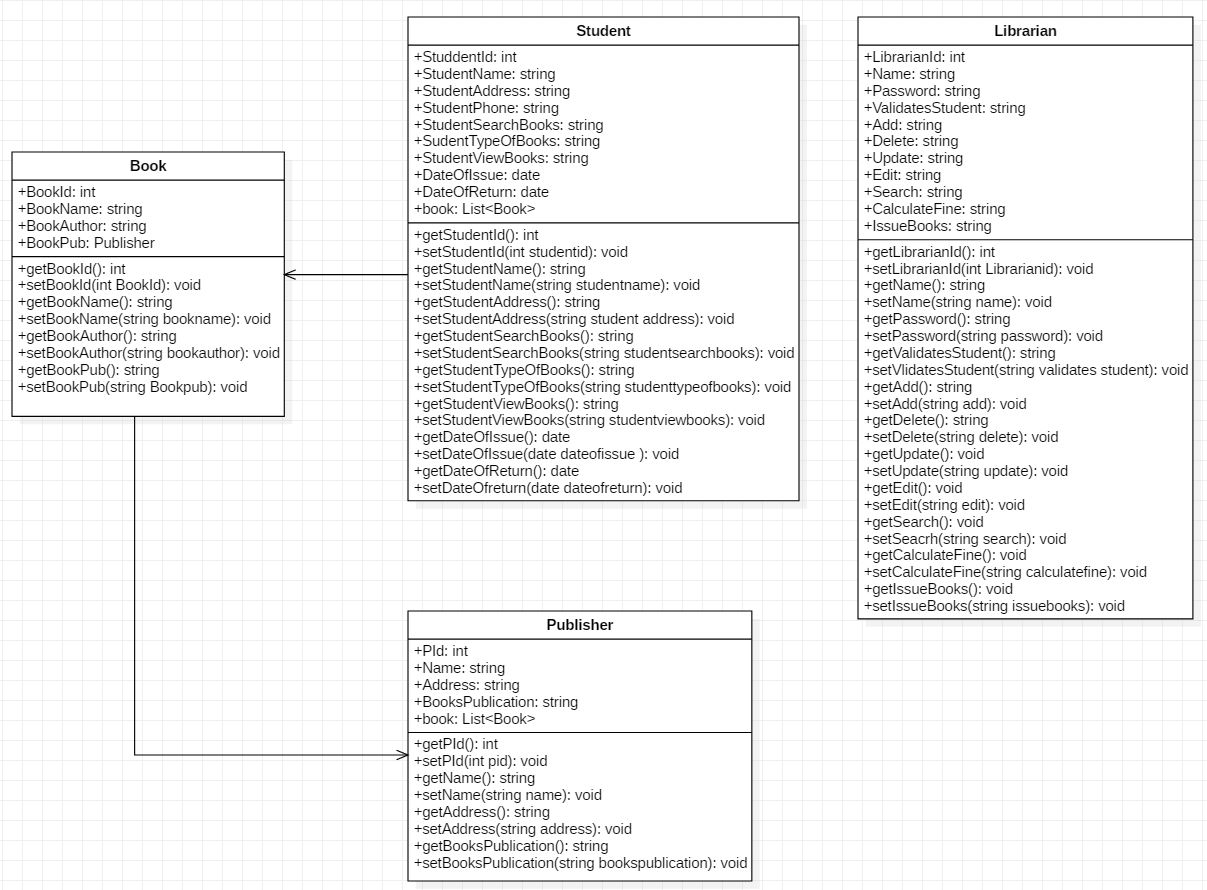 Student
+StuddentId: int
+StudentName: string
+StudentAddress: string
+StudentPhone: string
+StudentSearchBooks: string
+SudentTypeOfBooks: string
+StudentViewBooks: string
+DateOfIssue: date
+DateOfReturn: date
+book: List<Book>
+getStudentId(): int
+setStudentId(int studentid): void
+getStudentName(): string
+setStudentName(string studentname): void
+getStudentAddress(): string
+setStudentAddress(string student address): void
+getStudentSearchBooks(): string
+setStudentSearchBooks(string studentsearchbooks): void
+getStudentTypeOfBooks(): string
+setStudentTypeOfBooks(string studenttypeofbooks): void
+getStudentViewBooks(): string
+setStudentViewBooks(string studentviewbooks): void
+getDateOfIssue(): date
+setDateOfIssue(date dateofissue ): void
+getDateOfReturn(): date
+setDateOfreturn(date dateofreturn): void
Librarian
+LibrarianId: int
+Name: string
+Password: string
+ValidatesStudent: string
+Add: string
+Delete: string
+Update: string
+Edit: string
+Search: string
+CalculateFine: string
+IssueBooks: string
+getLibrarianId(): int
+setLibrarianId(int Librarianid): void
+getName(): string
+setName(string name): void
+getPassword(): string
+setPassword(string password): void
+getValidatesStudent(): string
+setVlidatesStudent(string validates student): void
+getAdd(): string
+setAdd(string add): void
+getDelete(): string
+setDelete(string delete): void
+getUpdate(): void
+setUpdate(string update): void
+getEdit(): void
+setEdit(string edit): void
+getSearch(): void
+setSeacrh(string search): void
+getCalculateFine(): void
+setCalculateFine(string calculatefine): void
+getIssueBooks(): void
+setIssueBooks(string issuebooks): void
Book
+BookId: int
+BookName: string
+BookAuthor: string
+BookPub: Publisher
+getBookId(): int
+setBookId(int BookId): void
+getBookName(): string
+setBookName(string bookname): void
+getBookAuthor(): string
+setBookAuthor(string bookauthor): void
+getBookPub(): string
+setBookPub(string Bookpub): void
Publisher
+PId: int
+Name: string
+Address: string
+BooksPublication: string
+book: List<Book>
+getPId(): int
+setPId(int pid): void
+getName(): string
+setName(string name): void
+getAddress(): string
+setAddress(string address): void
+getBooksPublication(): string
+setBooksPublication(string bookspublication): void